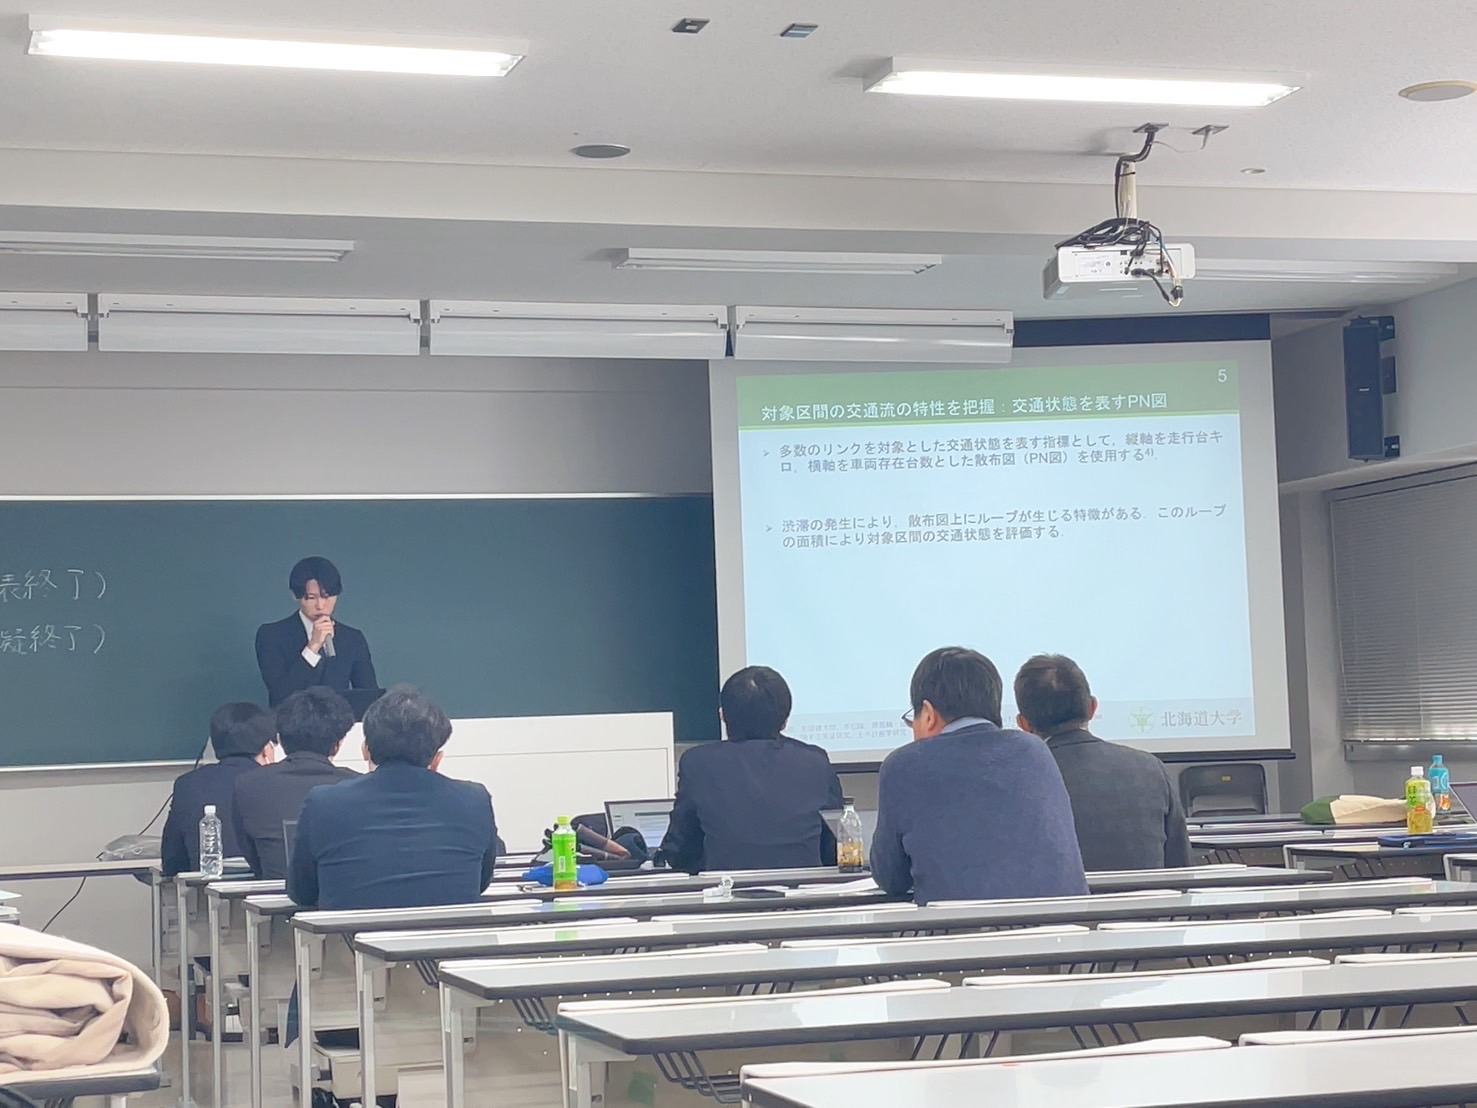 5
対象区間の交通流の特性を把握：交通状態を表すPN図
➢ 多数のリンクを対象とした交通状態を表す指標として，縦軸を走行台キ
ロ，横軸を車両存在台数とした散布図（PN図）を使用する4)．
➢ 渋滞の発生により，散布図上にループが生じる特徴がある．このループ
の面積により対象区間の交通状態を評価する．
北海道大学
表終了）
疑終了）